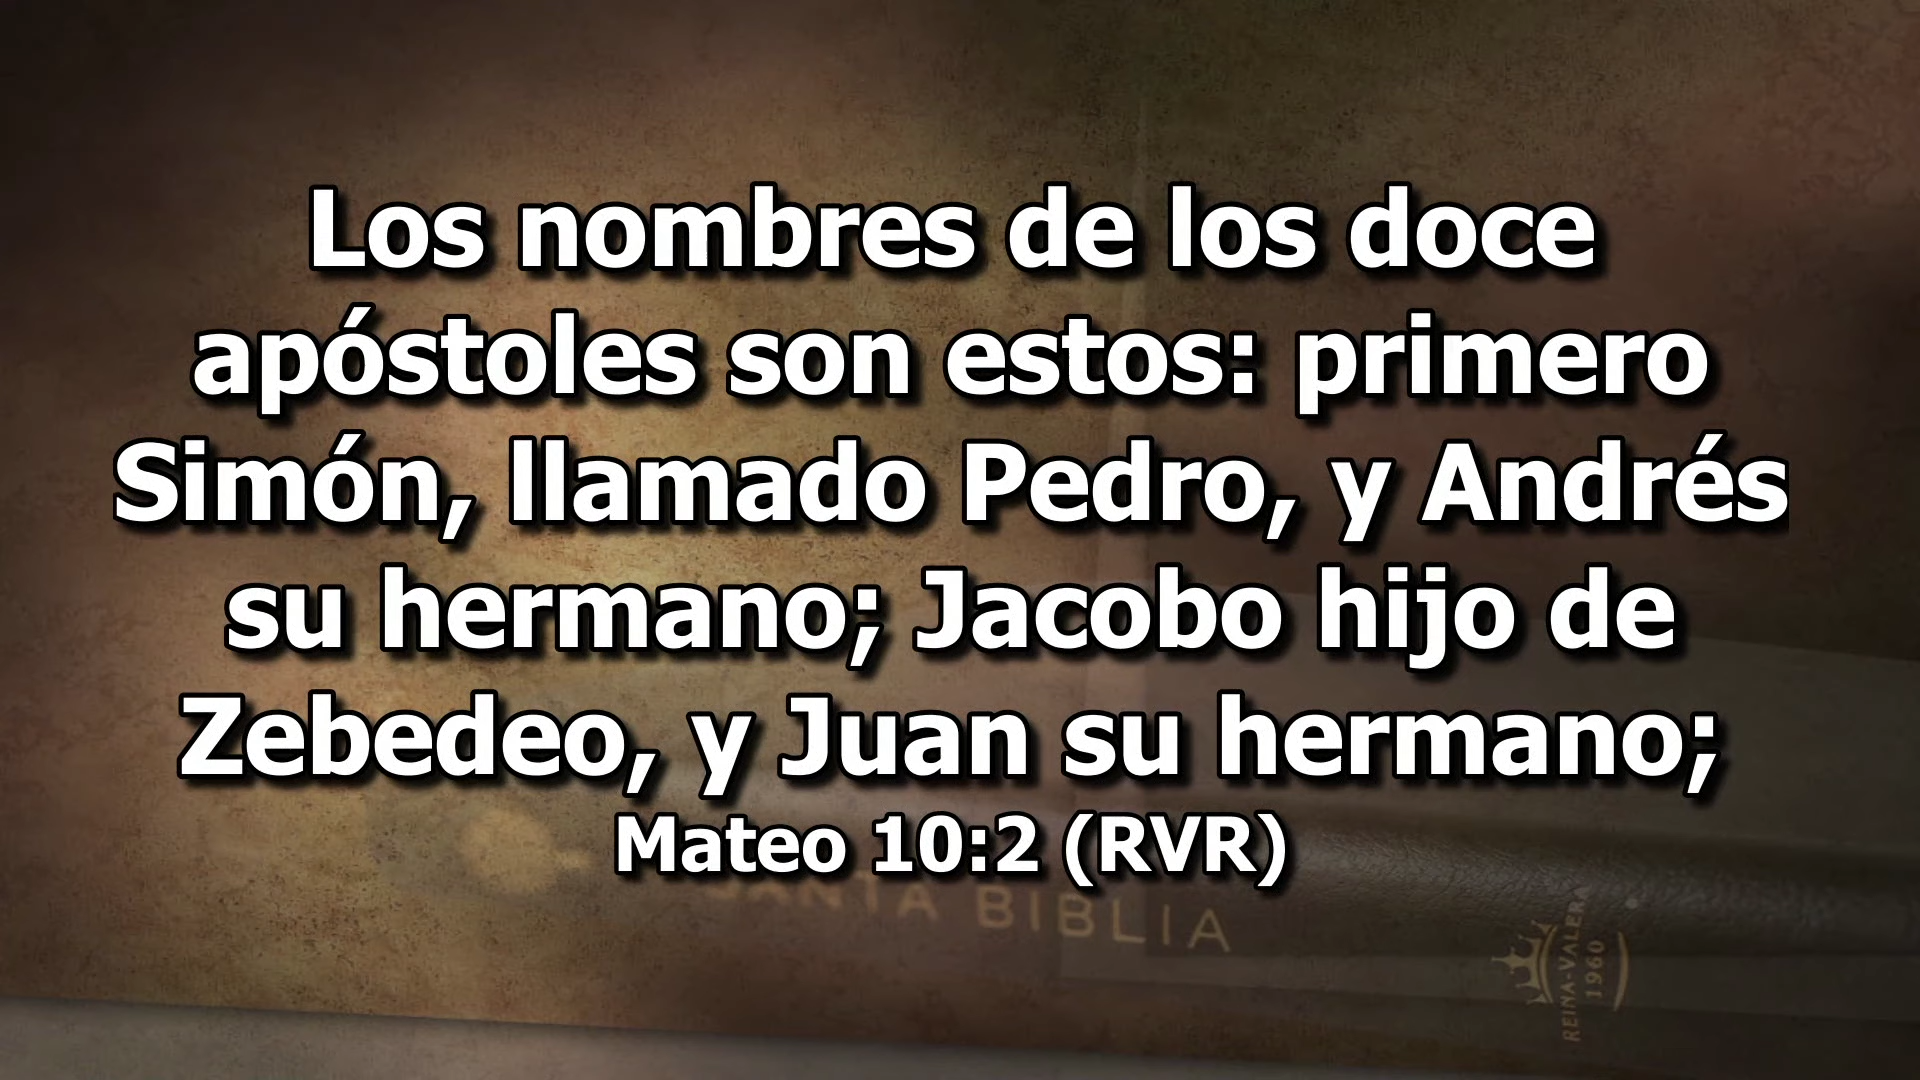 Los nombres de los doce
apóstoles son estos: primero
Simón, llamado Pedro, y Andrés
su hermano; Jacobo hijo de
Zebedeo, y Juan su hermano;
Mateo 10:2 (RVR)
SANTA BIBLIA
REINA-VALERA
1960